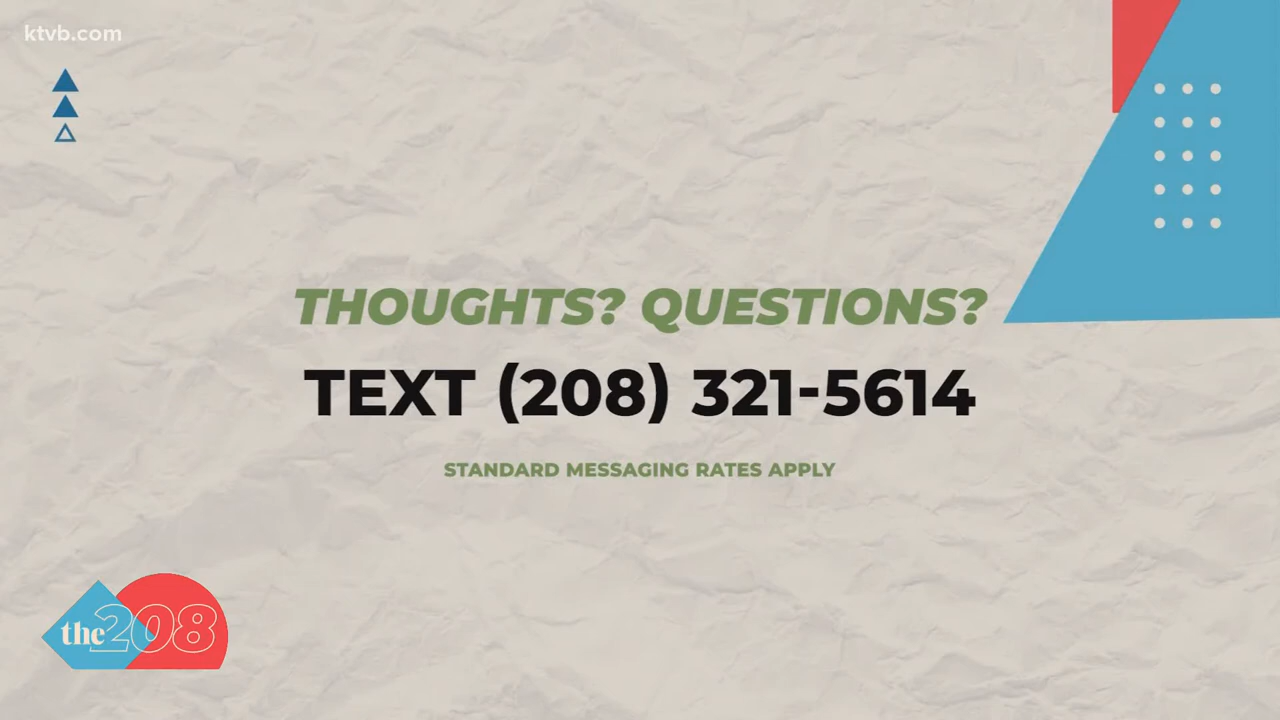 ktvb.com
THOUGHTS? QUESTIONS?
TEXT (208) 321-5614
STANDARD MESSAGING RATES APPLY
the208